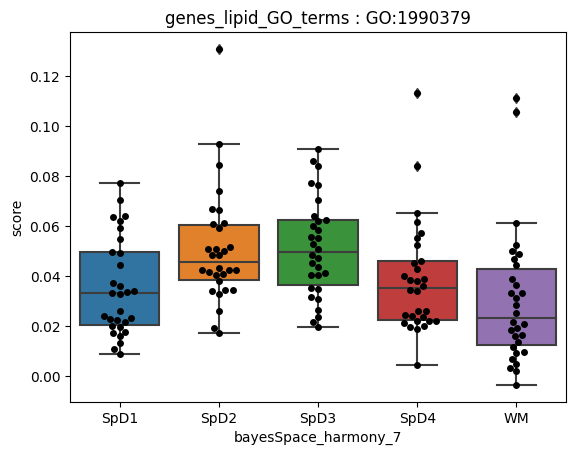 genes_lipid_GO_terms : GO:1990379
0.12
0.10
0.08
0.06
0.04
0.02
0.00
score
SpD1 SpD2 SpD3 SpD4 WM
bayesSpace_harmony_7